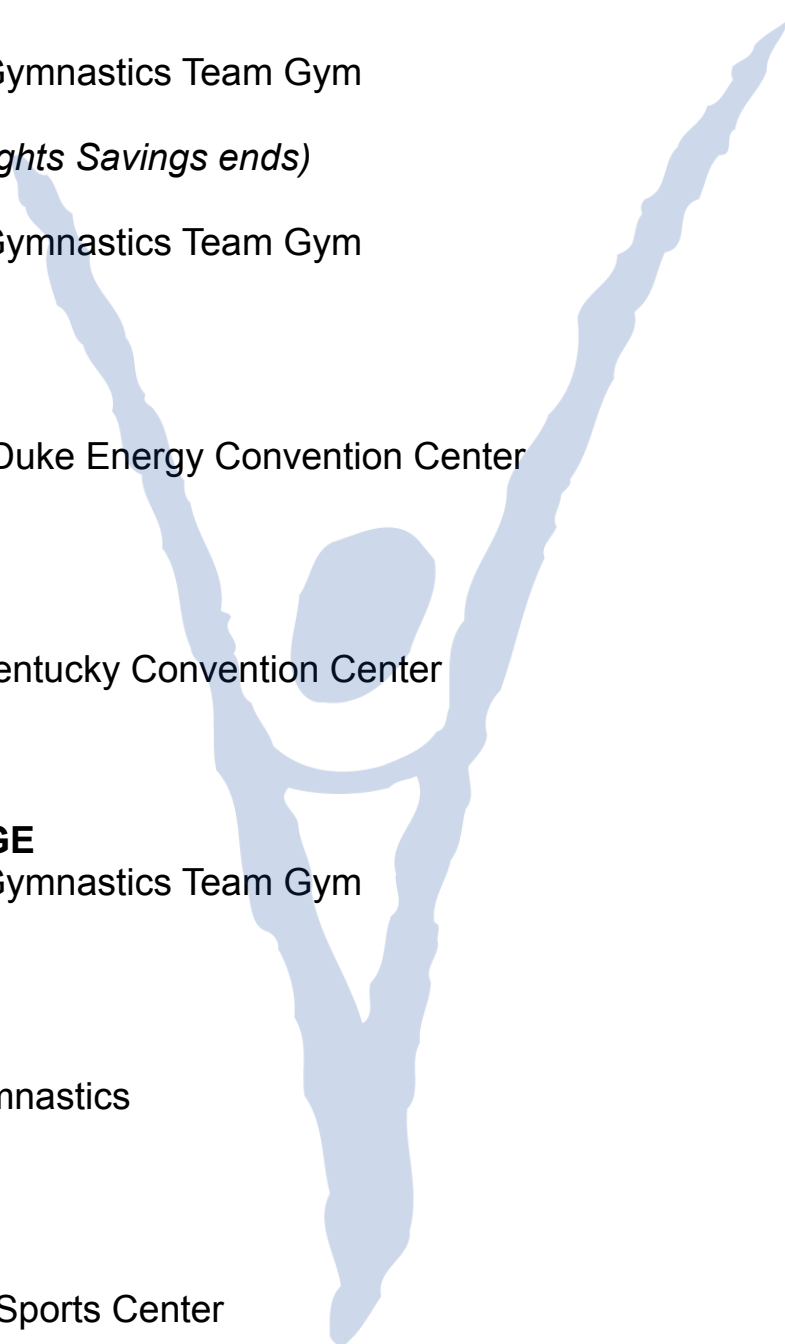 Gymnastics Team Gym
ghts Savings ends)
Gymnastics Team Gym
Duke Energy Convention Center
entucky Convention Center
GE
Gymnastics Team Gym
mnastics
Sports Center